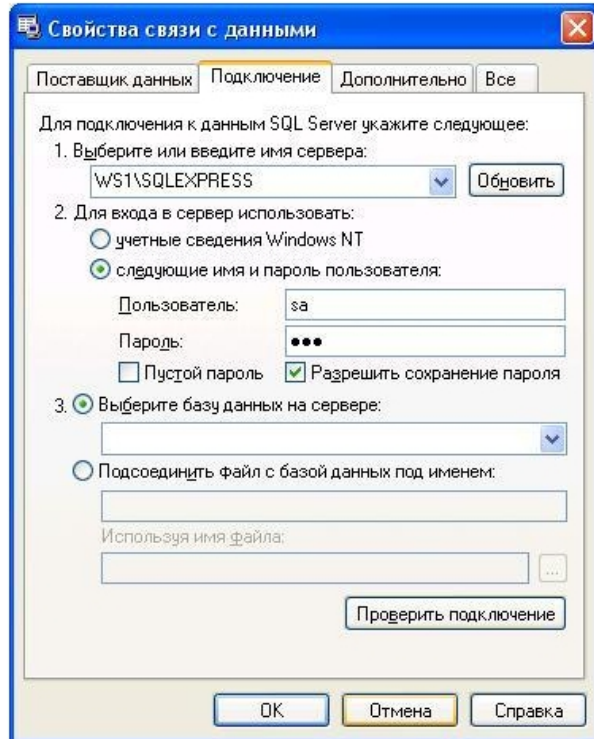 Свойства связи с данными
Поставщик данных Подключение Дополнительно Все
Для подключения к данным SQL Server укажите следующее:
1. Выберите или введите имя сервера:
WS1\SQLEXPRESS Обновить
2. Для входа в сервер использовать:
учетные сведения Windows NT
следующие имя и пароль пользователя:
Пользователь: sa
Пароль: ●●●
Пустой пароль Разрешить сохранение пароля
3. Выберите базу данных на сервере:
Подсоединить файл с базой данных под именем:
Используя имя файла:
...
Проверить подключение
OK Отмена Справка